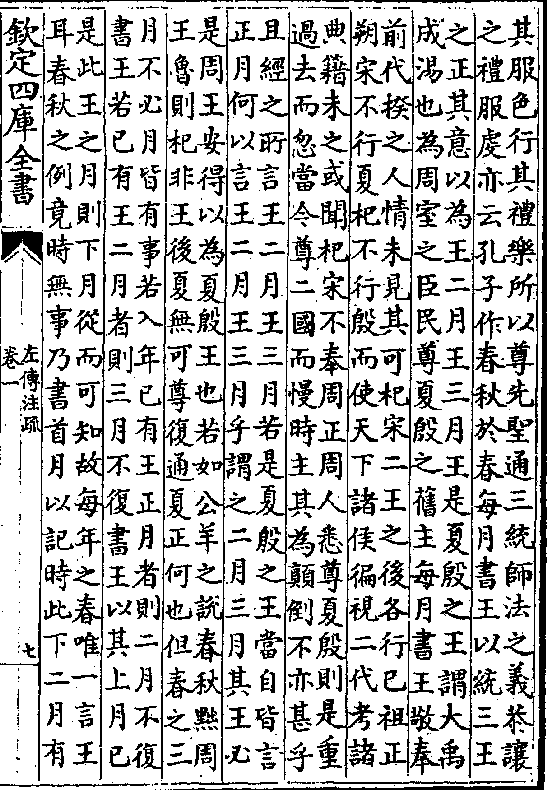 其服色行其禮樂所以尊先聖通三統師法之義恭讓
之禮服虔亦云孔子作春秋於春每月書王以統三王
之正其意以為王二月王三月王是夏殷之王謂大禹
成湯也為周室之臣民尊夏殷之舊主每月書王敬奉
前代揆之人情未見其可杞宋二王之後各行已祖正
朔宋不行夏杞不行殷而使天下諸侯徧視二代考諸
典籍未之或聞杞宋不奉周正周人悉尊夏殷則是重
過去而忽當今尊二國而慢時主其為顛倒不亦甚乎
且經之所言王二月王三月若是夏殷之王當自皆言
正月何以言王二月王三月乎謂之二月三月其王必
是周王安得以為夏殷王也若如公羊之說春秋黜周
王魯則杞非王後夏無可尊復通夏正何也但春之三
月不必月皆有事若入年已有王正月者則二月不復
書王若已有王二月者則三月不復書王以其上月已
是此王之月則下月從而可知故每年之春唯一言王
耳春秋之例竟時無事乃書首月以記時此下二月有
欽定四庫全書
左傳注疏
卷一
七